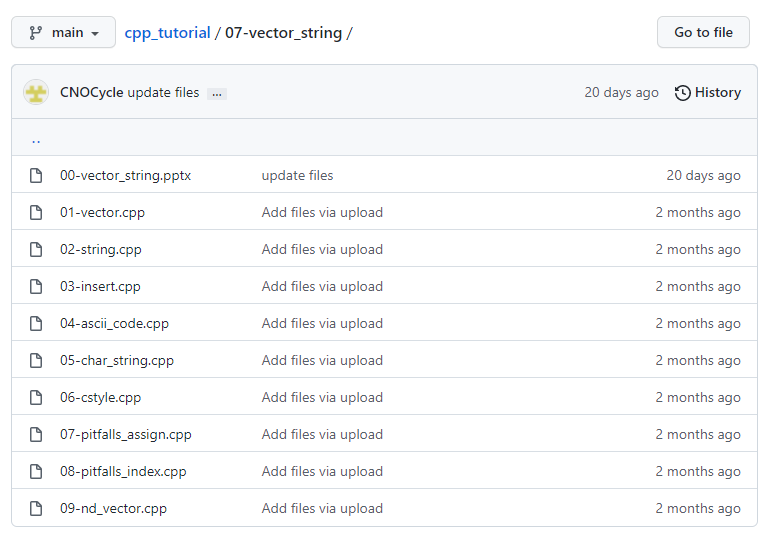 main cpp_tutorial / 07-vector_string / Go to file
CNOCycle update files ... 20 days ago History
..
00-vector_string.pptx update files 20 days ago
01-vector.cpp Add files via upload 2 months ago
02-string.cpp Add files via upload 2 months ago
03-insert.cpp Add files via upload 2 months ago
04-ascii_code.cpp Add files via upload 2 months ago
05-char_string.cpp Add files via upload 2 months ago
06-cstyle.cpp Add files via upload 2 months ago
07-pitfalls_assign.cpp Add files via upload 2 months ago
08-pitfalls_index.cpp Add files via upload 2 months ago
09-nd_vector.cpp Add files via upload 2 months ago